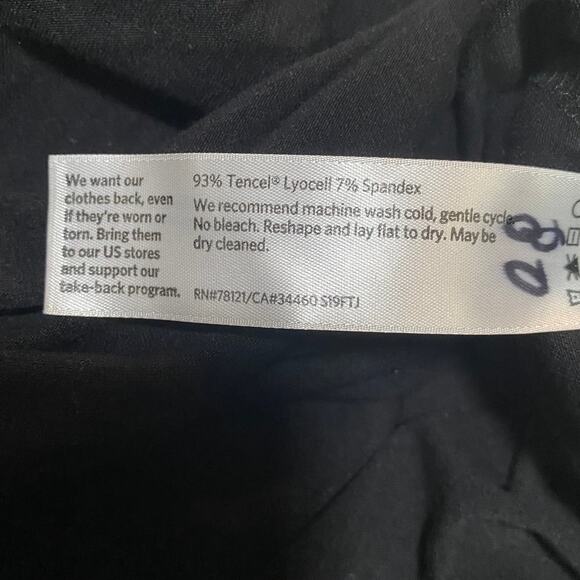 We want our
clothes back, even
if they're worn or
torn. Bring them
to our US stores
and support our
take-back program.
93% Tencel® Lyocell 7% Spandex
We recommend machine wash cold, gentle cycle.
No bleach. Reshape and lay flat to dry. May be
dry cleaned.
RN#78121/CA#34460 S19FTJ